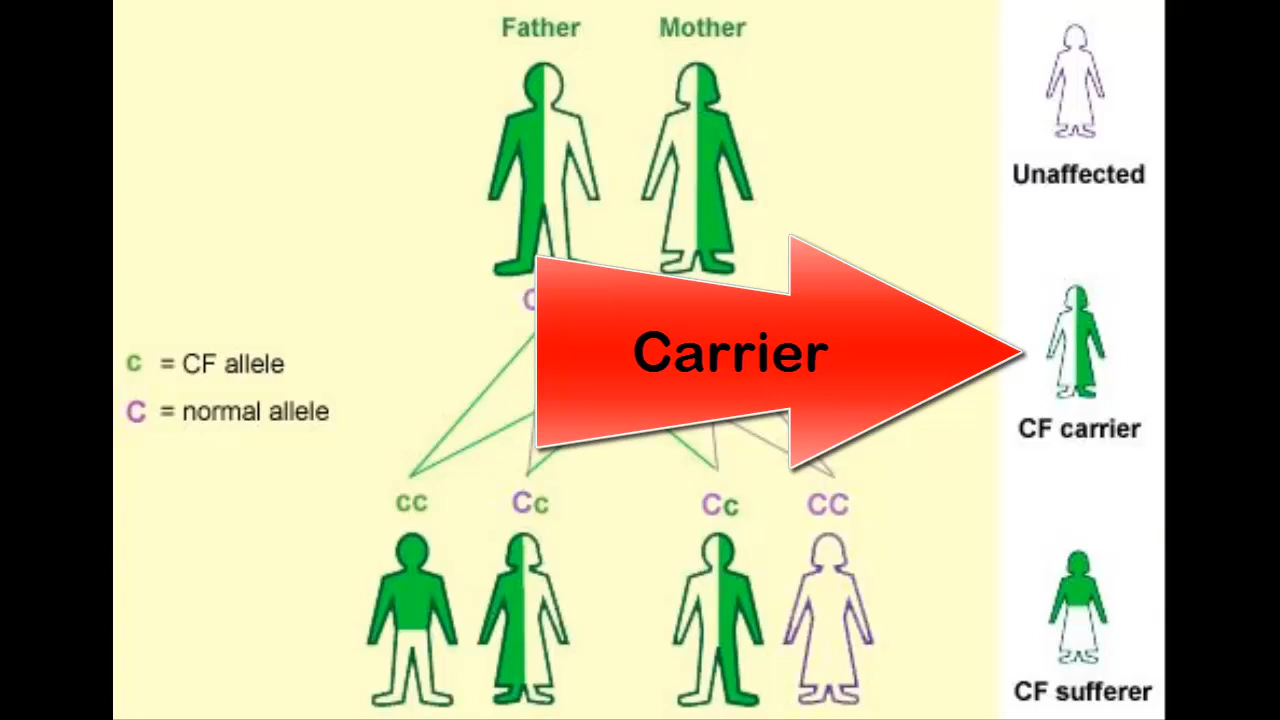 Father Mother
Unaffected
C
Carrier
c = CF allele
C = normal allele
CF carrier
cc Cc Cc CC
CF sufferer